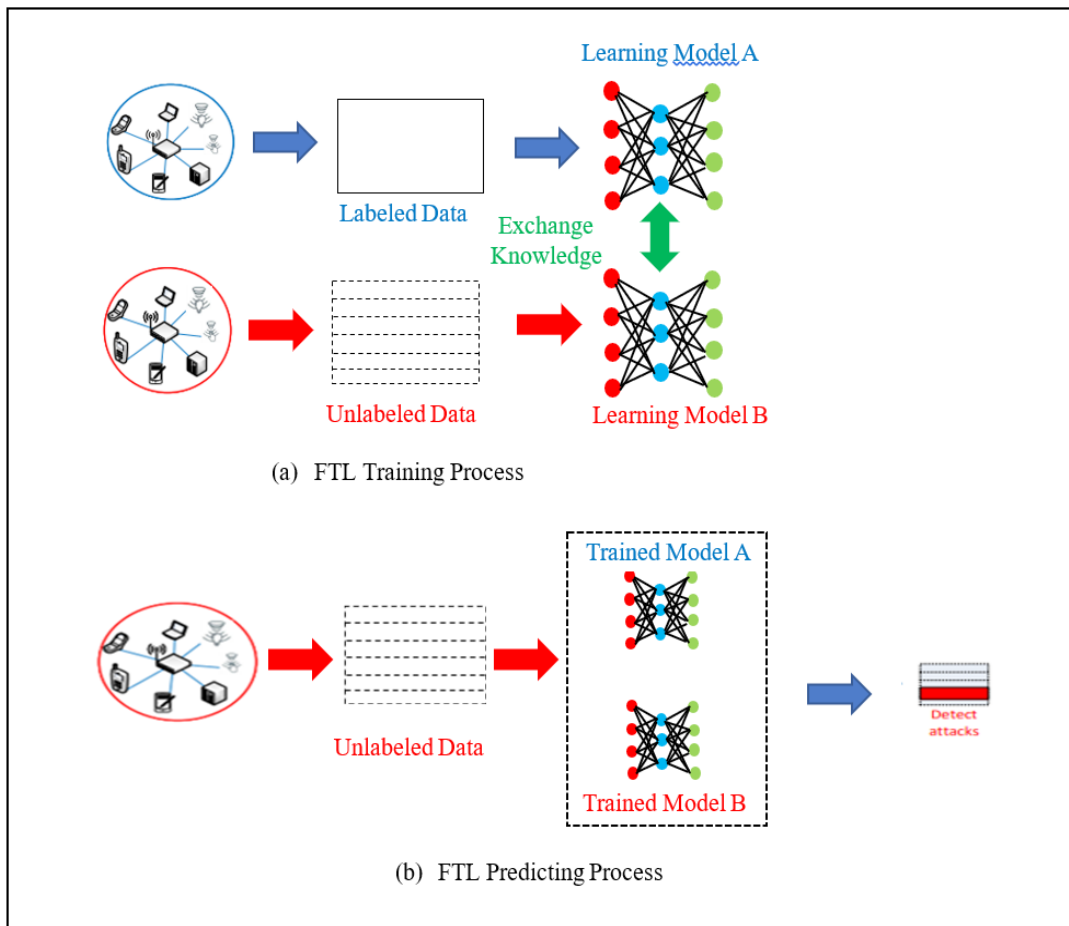 Learning Model A
Labeled Data
Exchange
Knowledge
Unlabeled Data
Learning Model B
(a) FTL Training Process
Trained Model A
Unlabeled Data
Detect
attacks
Trained Model B
(b) FTL Predicting Process